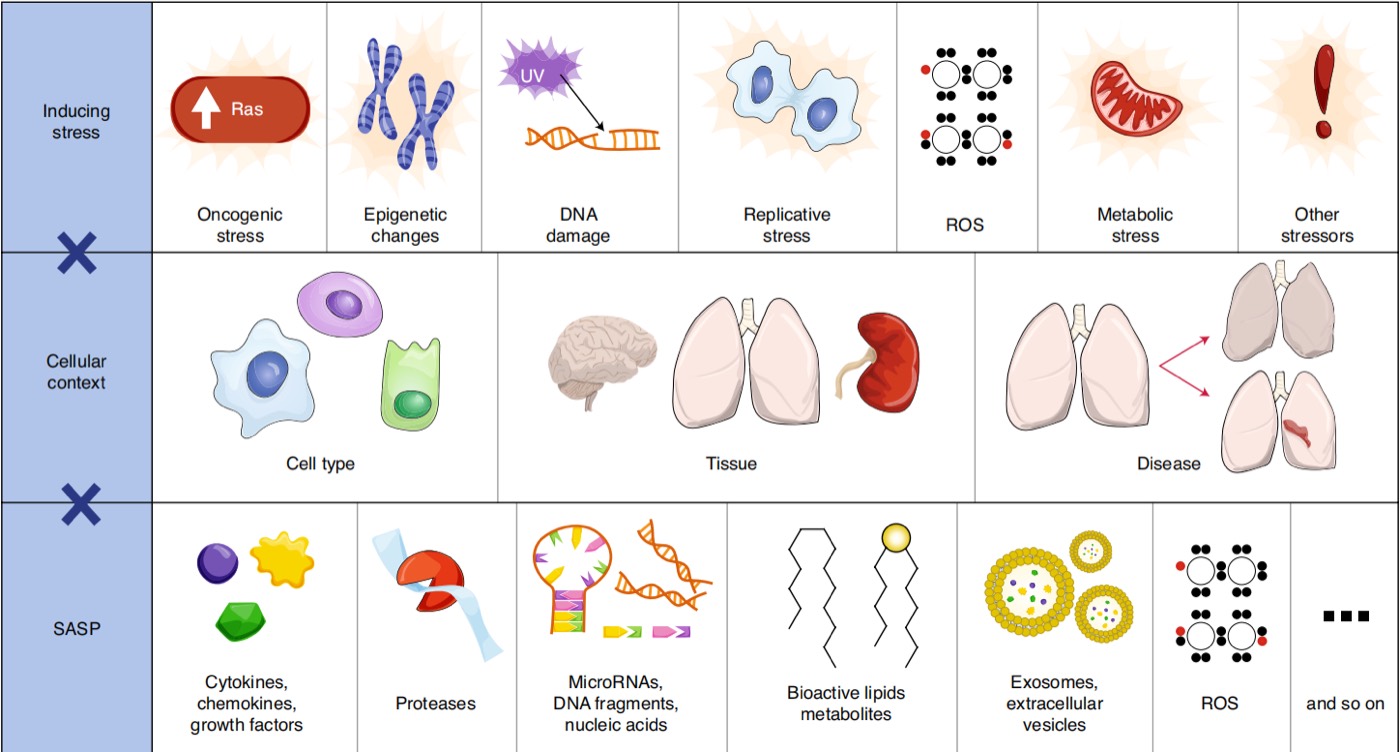 Inducing
stress
Ras
UV
Oncogenic
stress
Epigenetic
changes
DNA
damage
Replicative
stress
ROS
Metabolic
stress
Other
stressors
Cellular
context
Cell type
Tissue
Disease
SASP
Cytokines,
chemokines,
growth factors
Proteases
MicroRNAs,
DNA fragments,
nucleic acids
Bioactive lipids
metabolites
Exosomes,
extracellular
vesicles
ROS
and so on